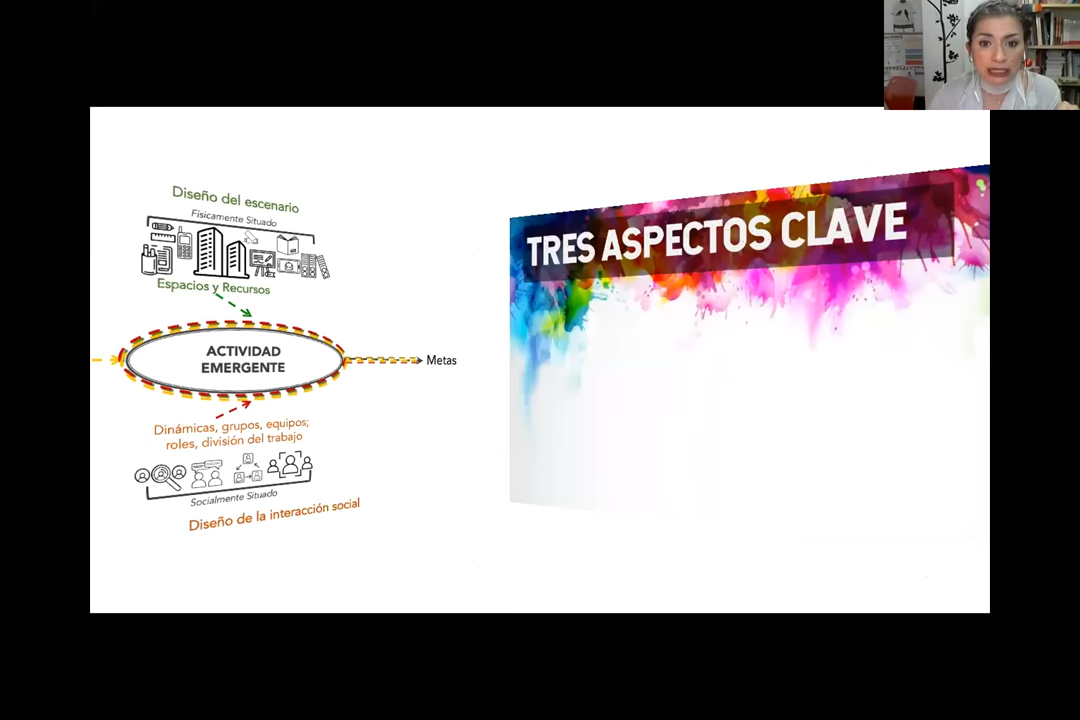 Diseño del escenario
Físicamente Situado
Espacios y Recursos
ACTIVIDAD
EMERGENTE
Metas
Dinámicas, grupos, equipos;
roles, división del trabajo
Socialmente Situado
Diseño de la interacción social
TRES ASPECTOS CLAVE